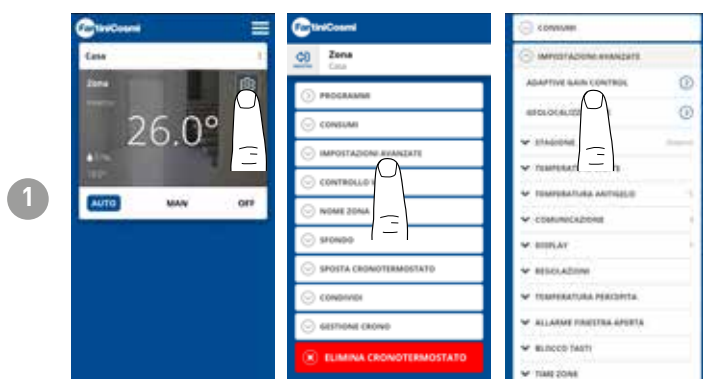 1
FantiniCosmi
Casa
Zona
26.0°
AUTO MAN OFF
FantiniCosmi
Zona
Casa
PROGRAMMI
CONSUMI
IMPOSTAZIONI AVANZATE
CONTROLLO
NOME ZONA
SFONDO
SPOSTA CRONOTERMOSTATO
CONDIVIDI
GESTIONE CRONO
ELIMINA CRONOTERMOSTATO
CONSUMI
IMPOSTAZIONI AVANZATE
ADAPTIVE GAIN CONTROL
STAGIONE
TEMPERATURA ANTIGELO
COMUNICAZIONE
DISPLAY
REGOLAZIONI
TEMPERATURA PERCEPITA
ALLARME FINESTRA APERTA
BLOCCO TASTI
TIME ZONE